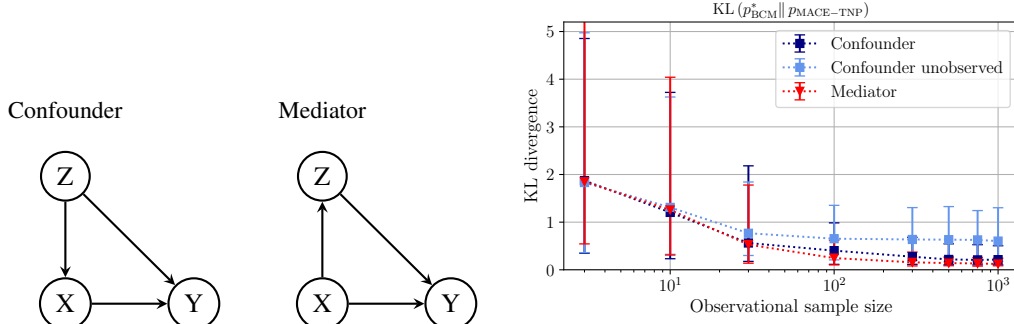 Confounder
Z
X
Y
Mediator
Z
X
Y
KL (p*BCM‖ pMACE−TNP)
KL divergence
5
4
3
2
1
0
Confounder
Confounder unobserved
Mediator
10¹
10²
10³
Observational sample size